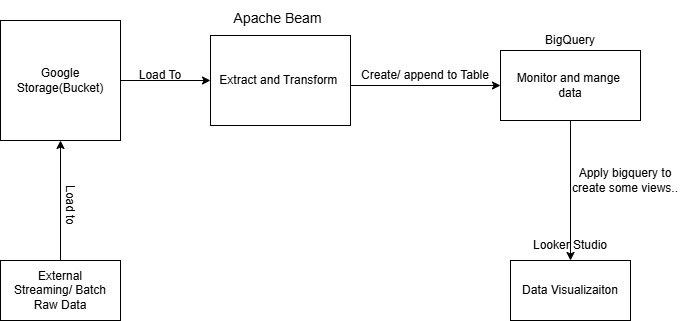 Apache Beam
Google
Storage(Bucket)
Load To
Extract and Transform
Create/ append to Table
BigQuery
Monitor and mange
data
Load to
Apply bigquery to
create some views..
External
Streaming/ Batch
Raw Data
Looker Studio
Data Visualizaiton